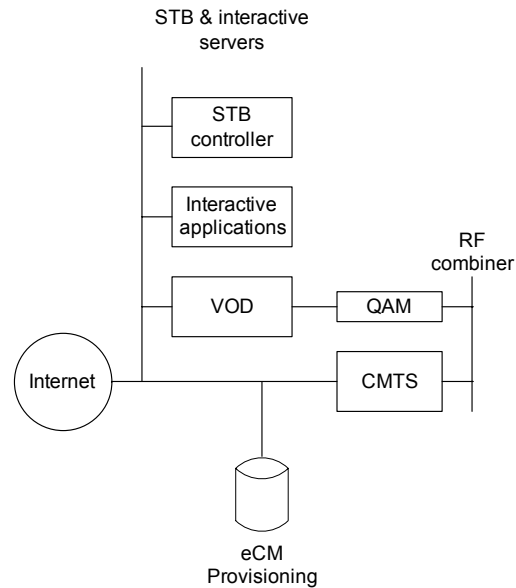 STB & interactive
servers
STB
controller
Interactive
applications
RF
combiner
VOD
QAM
Internet
CMTS
eCM
Provisioning